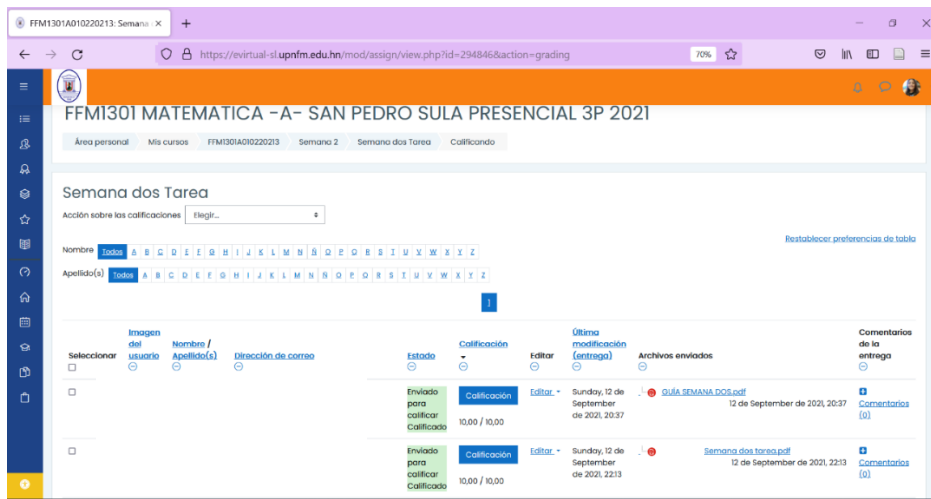 FFM1301A010220213: Semana
https://evirtual-sl.upnfm.edu.hn/mod/assign/view.php?id=294846&action=grading
70%
FFM1301 MATEMATICA -A- SAN PEDRO SULA PRESENCIAL 3P 2021
Área personal Mis cursos FFM1301A010220213 Semana 2 Semana dos Tarea Calificando
Semana dos Tarea
Acción sobre las calificaciones Elegir...
Restablecer preferencias de tabla
Nombre Todos A B C D E F G H I J K L M N Ñ O P Q R S T U V W X Y Z
Apellido(s) Todos A B C D E F G H I J K L M N Ñ O P Q R S T U V W X Y Z
1
Seleccionar
Imagen del usuario
Nombre / Apellido(s)
Dirección de correo
Estado
Calificación
Editar
Última modificación (entrega)
Archivos enviados
Comentarios de la entrega
Enviado para calificar
Calificado
Calificación
10,00 / 10,00
Editar
Sunday, 12 de September de 2021, 20:37
GUÍA SEMANA DOS.pdf
12 de September de 2021, 20:37
Comentarios (0)
Enviado para calificar
Calificado
Calificación
10,00 / 10,00
Editar
Sunday, 12 de September de 2021, 22:13
Semana dos tarea.pdf
12 de September de 2021, 22:13
Comentarios (0)